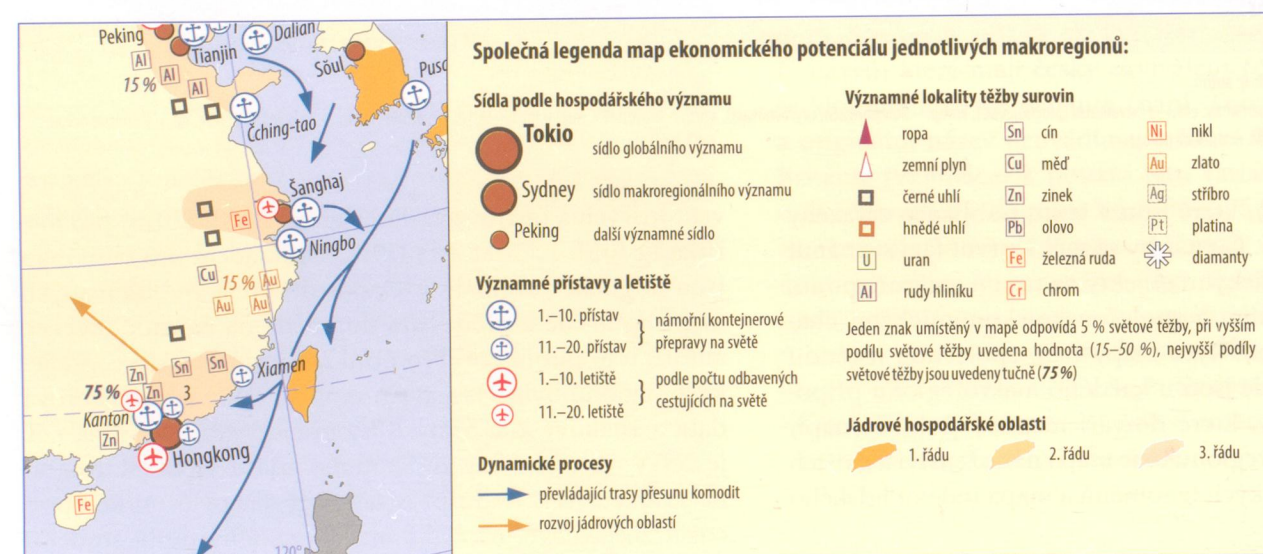 Peking
Tianjin
Dalian
Al
15 %
Al
Al
Sŏul
Pusa
Čching-tao
Šanghaj
Fe
Ningbo
Cu
15 %
Au
Au
Au
Sn
Sn
Xiamen
Zn
75 %
Zn
3
Kanton
Zn
Hongkong
Fe
120°
Společná legenda map ekonomického potenciálu jednotlivých makroregionů:
Sídla podle hospodářského významu
Tokio
sídlo globálního významu
Sydney
sídlo makroregionálního významu
Peking
další významné sídlo
Významné přístavy a letiště
1.–10. přístav
11.–20. přístav
námořní kontejnerové
přepravy na světě
1.–10. letiště
11.–20. letiště
podle počtu odbavených
cestujících na světě
Dynamické procesy
převládající trasy přesunu komodit
rozvoj jádrových oblastí
Významné lokality těžby surovin
ropa
zemní plyn
černé uhlí
hnědé uhlí
U uran
Al rudy hliníku
Sn cín
Cu měď
Zn zinek
Pb olovo
Fe železná ruda
Cr chrom
Ni nikl
Au zlato
Ag stříbro
Pt platina
diamanty
Jeden znak umístěný v mapě odpovídá 5 % světové těžby, při vyšším
podílu světové těžby uvedena hodnota (15–50 %), nejvyšší podíly
světové těžby jsou uvedeny tučně (75 %)
Jádrové hospodářské oblasti
1. řádu
2. řádu
3. řádu